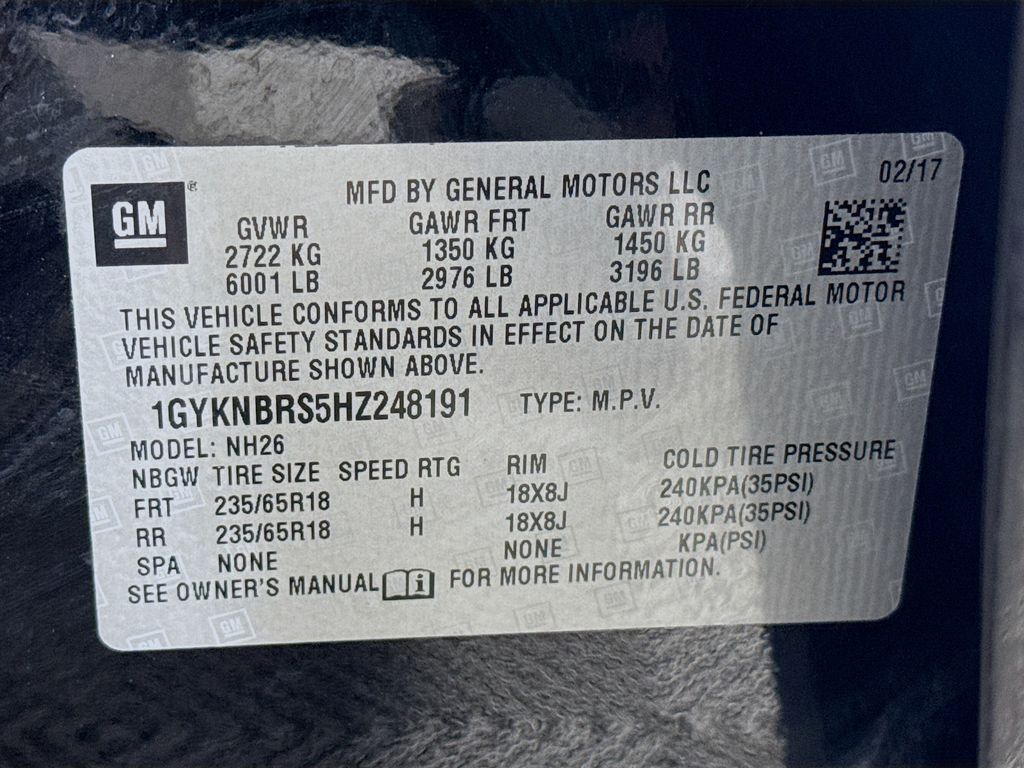 GM ®
MFD BY GENERAL MOTORS LLC 02/17
GVWR GAWR FRT GAWR RR
2722 KG 1350 KG 1450 KG
6001 LB 2976 LB 3196 LB
THIS VEHICLE CONFORMS TO ALL APPLICABLE U.S. FEDERAL MOTOR
VEHICLE SAFETY STANDARDS IN EFFECT ON THE DATE OF
MANUFACTURE SHOWN ABOVE.
1GYKNBRS5HZ248191 TYPE: M.P.V.
MODEL: NH26
NBGW TIRE SIZE SPEED RTG RIM COLD TIRE PRESSURE
FRT 235/65R18 H 18X8J 240KPA(35PSI)
RR 235/65R18 H 18X8J 240KPA(35PSI)
SPA NONE NONE KPA(PSI)
SEE OWNER'S MANUAL FOR MORE INFORMATION.